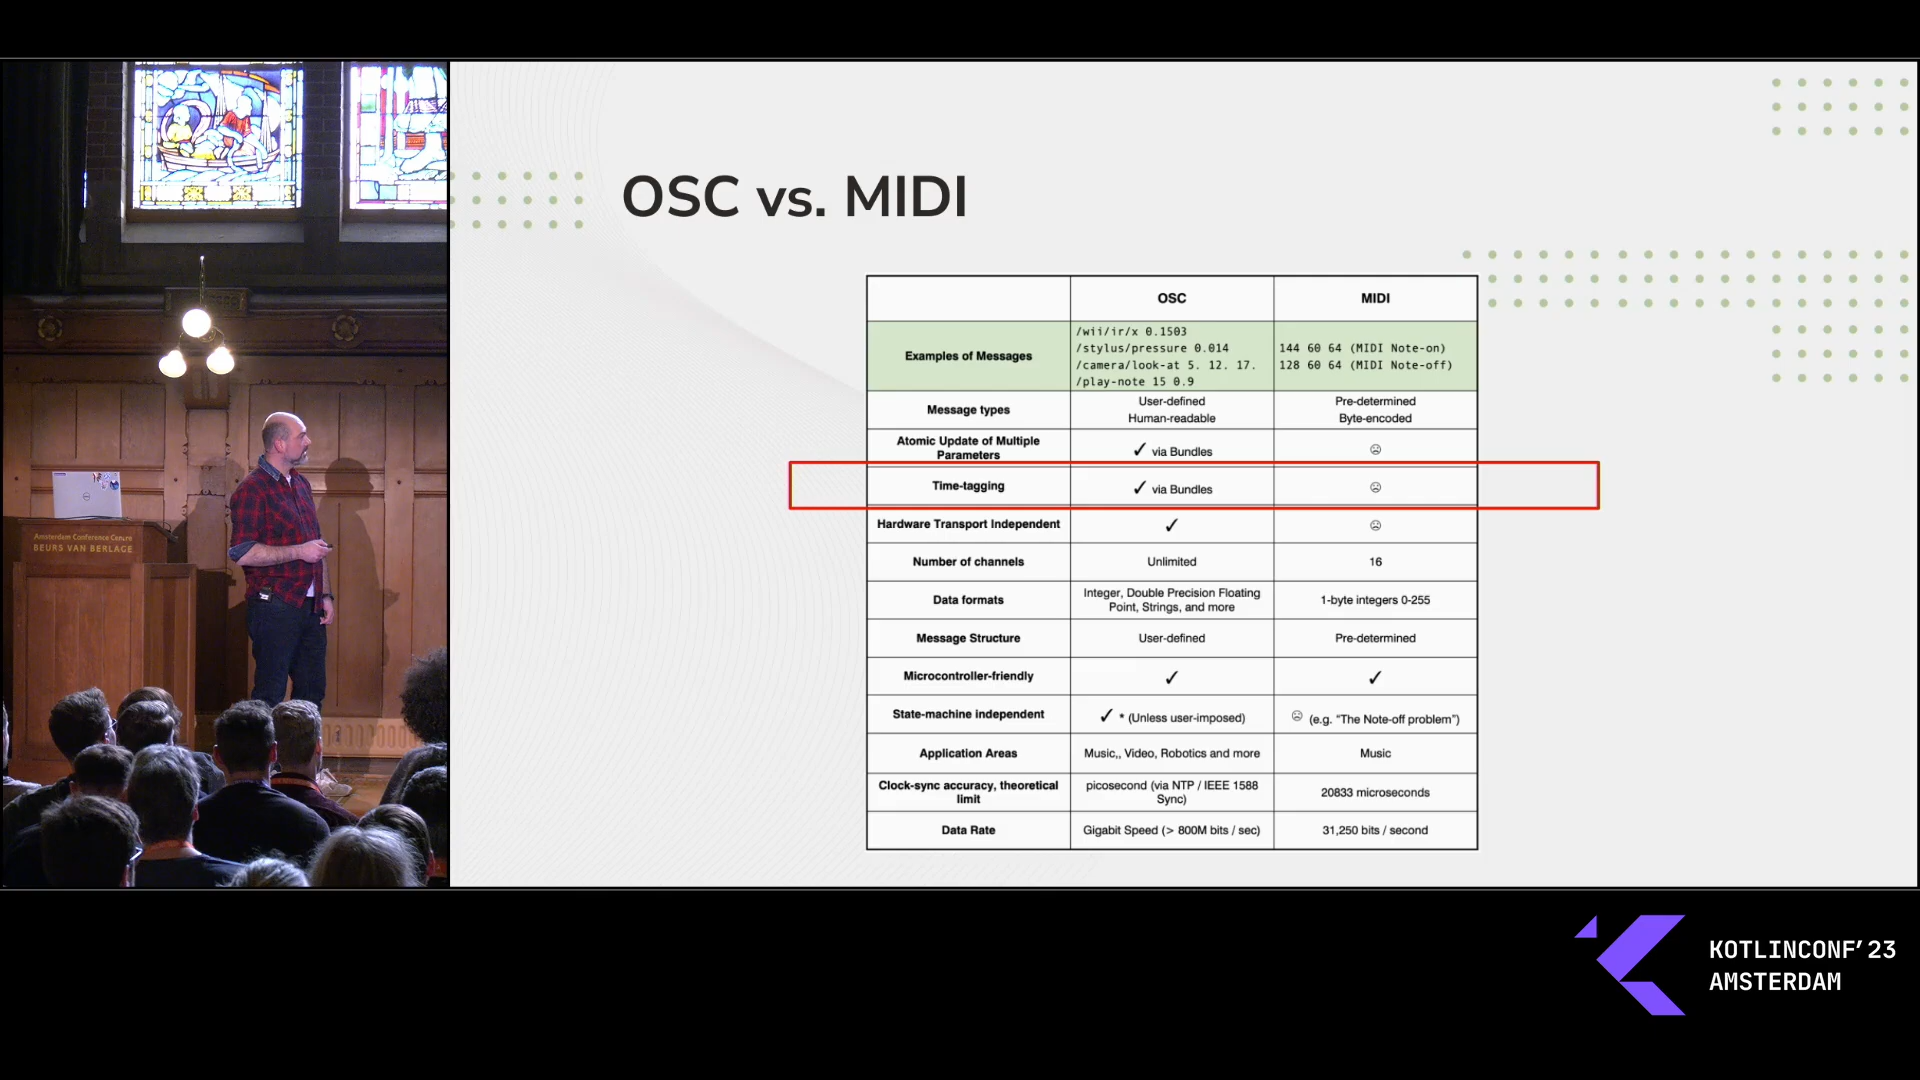 OSC vs. MIDI
OSC MIDI
Examples of Messages
/wii/ir/x 0.1503
/stylus/pressure 0.014
/camera/look-at 5. 12. 17.
/play-note 15 0.9
144 60 64 (MIDI Note-on)
128 60 64 (MIDI Note-off)
Message types
User-defined
Human-readable
Pre-determined
Byte-encoded
Atomic Update of Multiple
Parameters
✓ via Bundles
☹
Time-tagging
✓ via Bundles
☹
Hardware Transport Independent
✓
☹
Number of channels
Unlimited
16
Data formats
Integer, Double Precision Floating
Point, Strings, and more
1-byte integers 0-255
Message Structure
User-defined
Pre-determined
Microcontroller-friendly
✓
✓
State-machine independent
✓ * (Unless user-imposed)
☹ (e.g. “The Note-off problem”)
Application Areas
Music,, Video, Robotics and more
Music
Clock-sync accuracy, theoretical
limit
picosecond (via NTP / IEEE 1588
Sync)
20833 microseconds
Data Rate
Gigabit Speed (> 800M bits / sec)
31,250 bits / second
Amsterdam Conference Centre
BEURS VAN BERLAGE
DELL
KOTLINCONF’23
AMSTERDAM